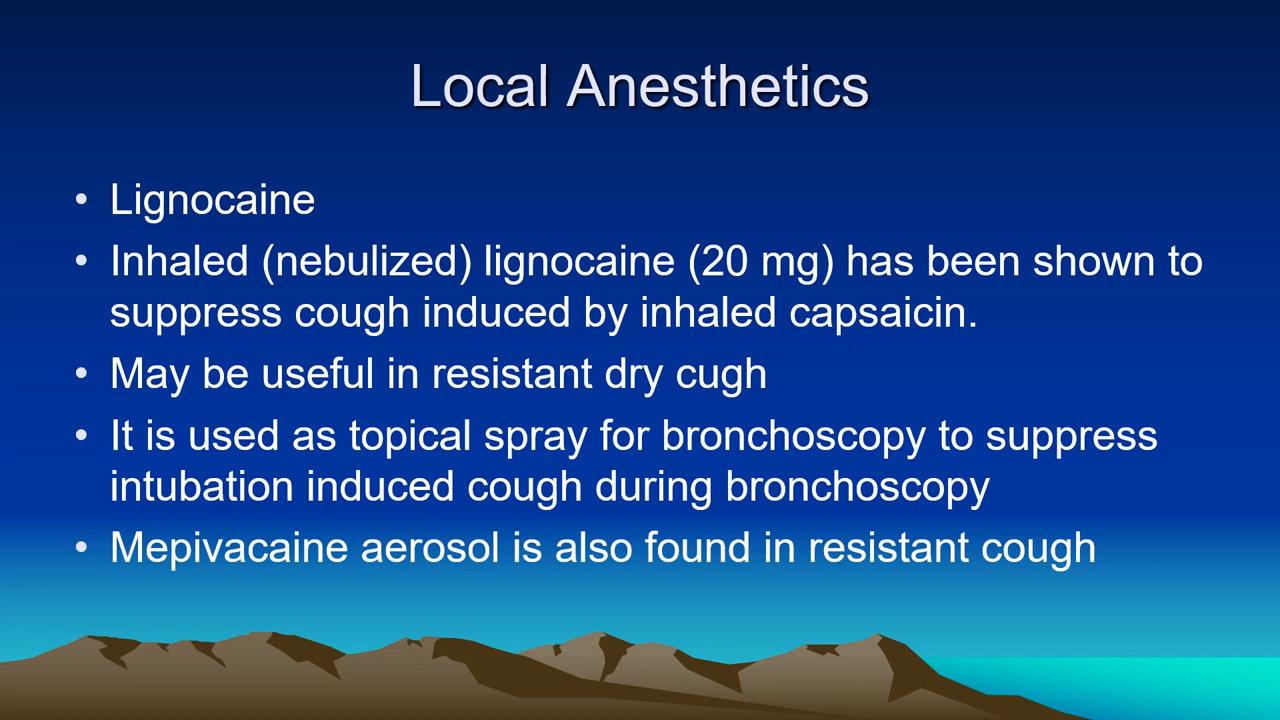 Local Anesthetics
• Lignocaine
• Inhaled (nebulized) lignocaine (20 mg) has been shown to
suppress cough induced by inhaled capsaicin.
• May be useful in resistant dry cugh
• It is used as topical spray for bronchoscopy to suppress
intubation induced cough during bronchoscopy
• Mepivacaine aerosol is also found in resistant cough